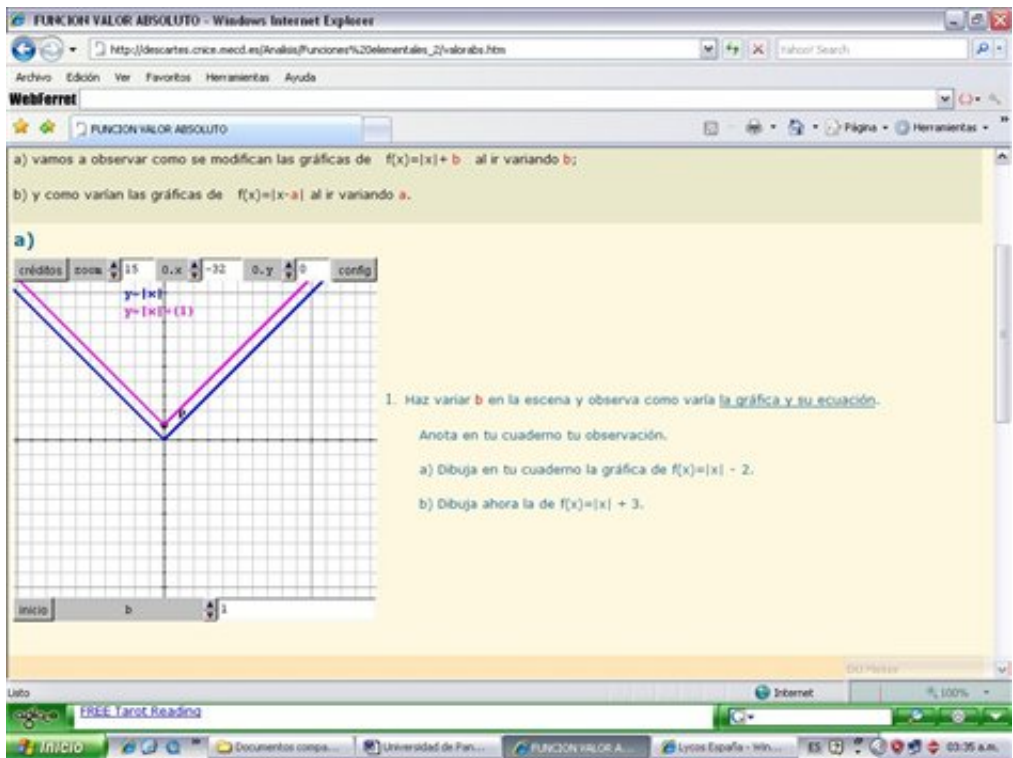 FUNCION VALOR ABSOLUTO - Windows Internet Explorer
http://descartes.cnice.mecd.es/Analisis/Funciones%20elementales_2/valorabs.htm
Yahoo! Search
Archivo Edición Ver Favoritos Herramientas Ayuda
WebFerret
FUNCION VALOR ABSOLUTO
Página Herramientas
a) vamos a observar como se modifican las gráficas de f(x)=|x|+ b al ir variando b;
b) y como varían las gráficas de f(x)=|x-a| al ir variando a.
a)
créditos zoom 15 O.x -32 O.y 0 config
y=|x|
y=|x|+(1)
1. Haz variar b en la escena y observa como varía la gráfica y su ecuación.
Anota en tu cuaderno tu observación.
a) Dibuja en tu cuaderno la gráfica de f(x)=|x| - 2.
b) Dibuja ahora la de f(x)=|x| + 3.
inicio b 1
Listo
Internet
100%
FREE Tarot Reading
Inicio
Documentos compa...
Universidad de Pan...
FUNCION VALOR A...
Lycos España - Win...
ES
03:35 a.m.